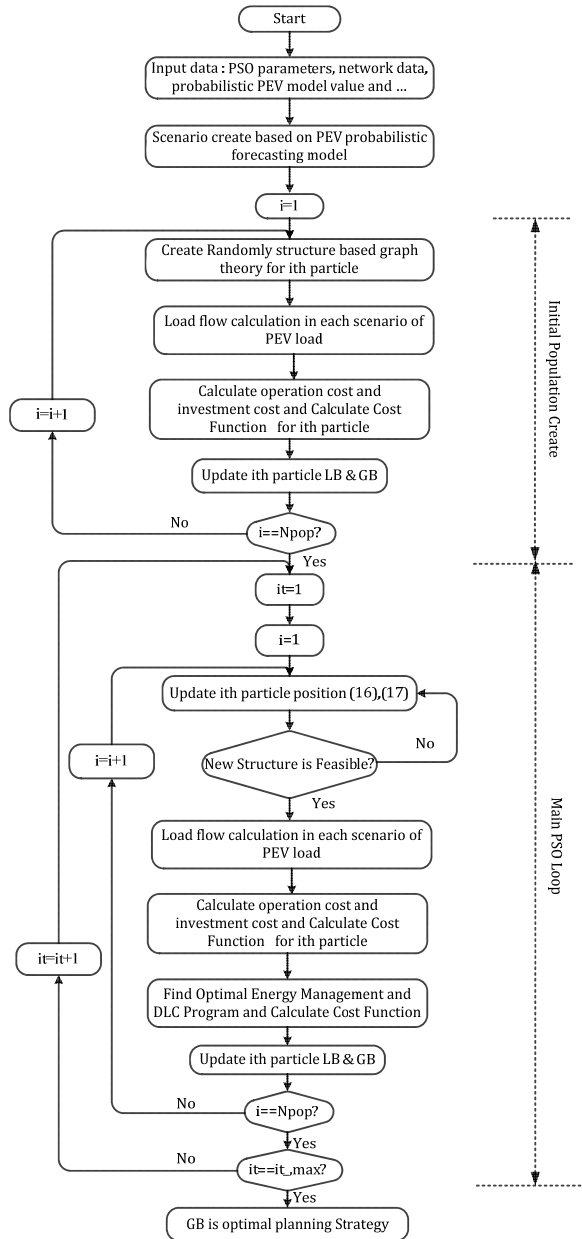 Start
Input data : PSO parameters, network data,
probabilistic PEV model value and ...
Scenario create based on PEV probabilistic
forecasting model
i=1
Create Randomly structure based graph
theory for ith particle
Load flow calculation in each scenario of
PEV load
Calculate operation cost and
investment cost and Calculate Cost
Function for ith particle
i=i+1
Update ith particle LB & GB
No
i==Npop?
Yes
Initial Population Create
it=1
i=1
Update ith particle position (16),(17)
No
i=i+1
New Structure is Feasible?
Yes
Load flow calculation in each scenario of
PEV load
Main PSO Loop
Calculate operation cost and
investment cost and Calculate Cost
Function for ith particle
it=it+1
Find Optimal Energy Management and
DLC Program and Calculate Cost Function
Update ith particle LB & GB
No
i==Npop?
Yes
No
it==it_max?
Yes
GB is optimal planning Strategy